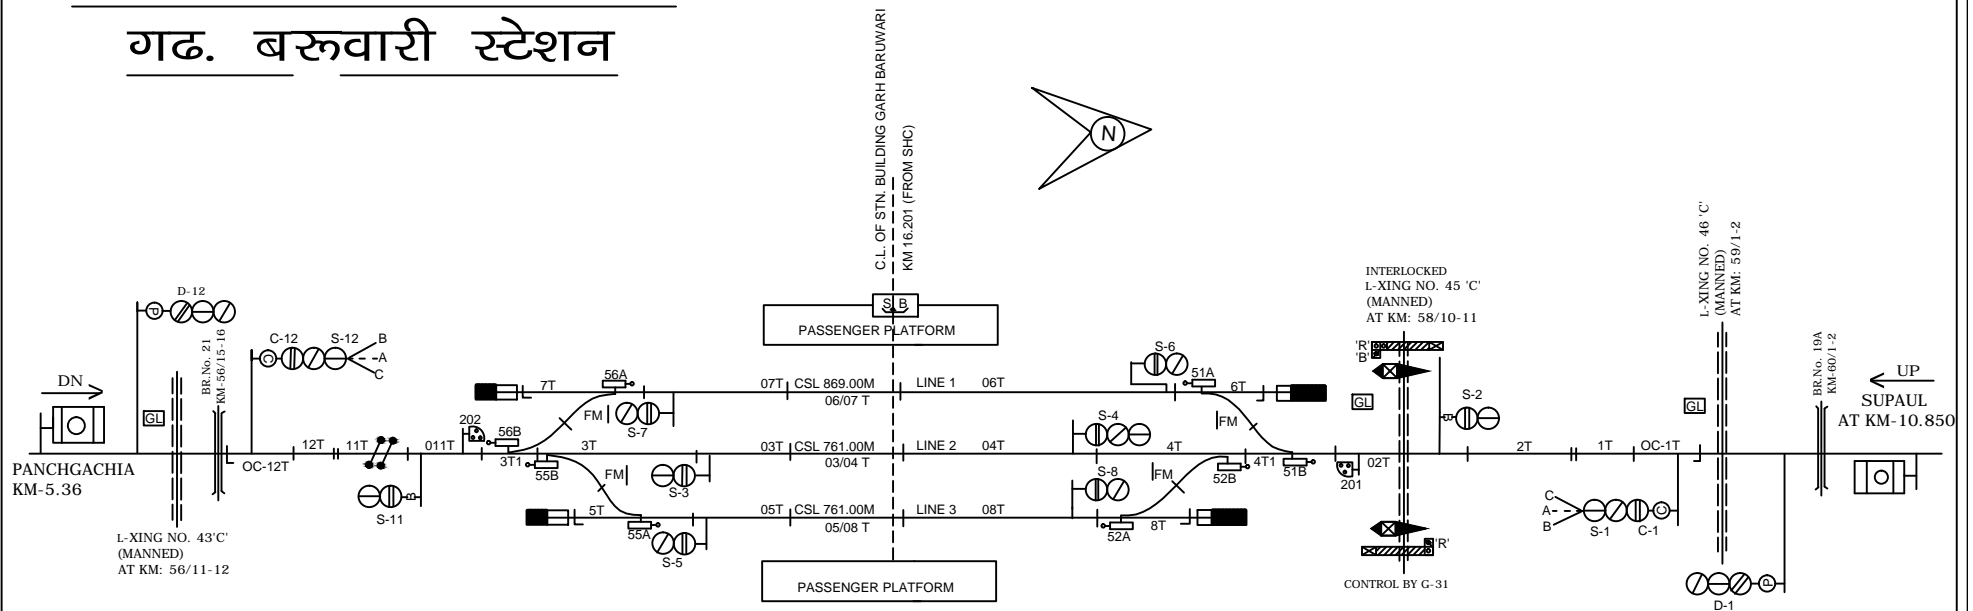 गढ. बरूवारी स्टेशन
C.L. OF STN. BUILDING GARH BARUWARI
KM 16.201 (FROM SHC)
N
S B
PASSENGER PLATFORM
D-12
P
BR.No. 21
KM-56/15-16
C-12 S-12
C
B
A
C
DN
GL
PANCHGACHIA
KM-5.36
OC-12T
12T
11T
011T
L-XING NO. 43'C'
(MANNED)
AT KM: 56/11-12
S-11
B
202
56B
3T1
55B
7T
56A
FM
S-7
3T
FM
S-3
5T
55A
S-5
07T CSL 869.00M LINE 1 06T
06/07 T
03T CSL 761.00M LINE 2 04T
03/04 T
05T CSL 761.00M LINE 3 08T
05/08 T
PASSENGER PLATFORM
S-6
51A
6T
FM
S-4
4T
S-8
FM
52B
4T1
51B
52A
8T
INTERLOCKED
L-XING NO. 45 'C'
(MANNED)
AT KM: 58/10-11
'R'
'B'
GL
201
02T
B
S-2
2T
1T
OC-1T
'R'
CONTROL BY G-31
C
A
B
S-1 C-1
C
GL
L-XING NO. 46 'C'
(MANNED)
AT KM: 59/1-2
BR.No. 19A
KM-60/1-2
UP
SUPAUL
AT KM-10.850
P
D-1